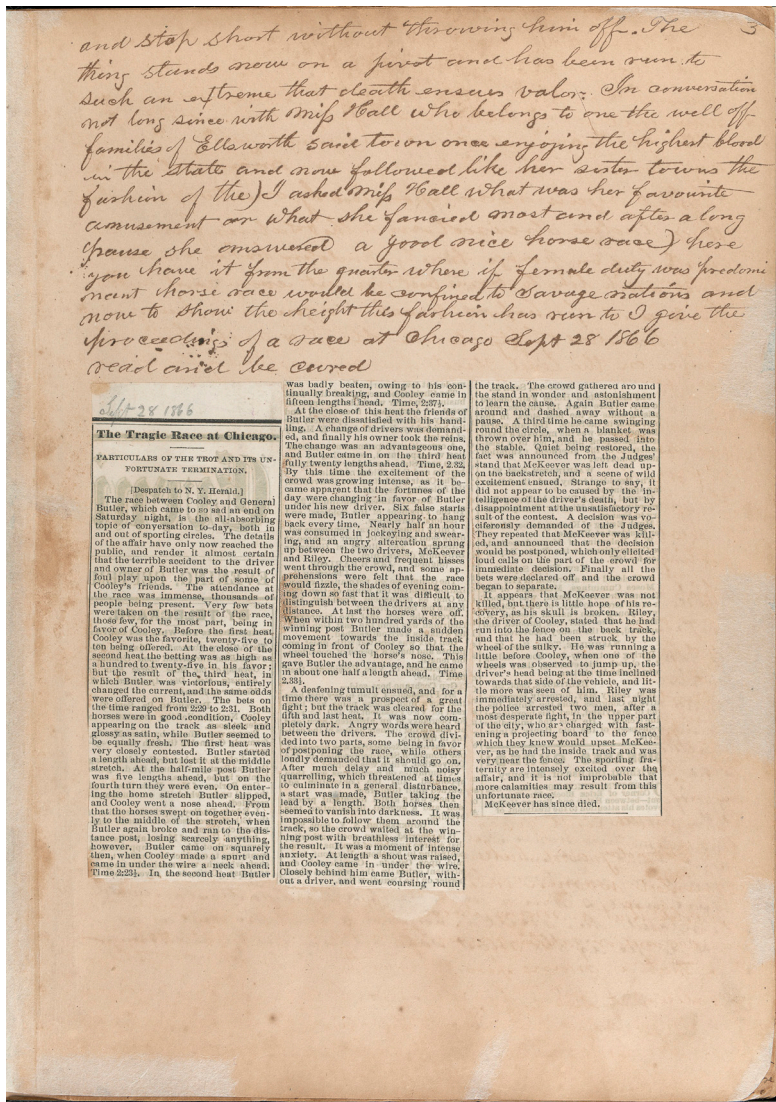 3
and stop short without throwing him off. The
thing stands now on a pivot and has been run to
such an extreme that death ensues valor. In conversation
not long since with Miss Hall who belongs to one the well off
families of Ellsworth said town once enjoying the highest blood
in the state and now followed like her sister towns the
fashion of the) I asked Miss Hall what was her favourite
amusement or what she fancied most and after a long
pause she answered a good nice horse race) here
you have it from the quarter where if female duty was predomi
nant horse race would be confined to savage nations and
now to show the height this fashion has run to I give the
proceedings of a race at Chicago Sept 28 1866
read and be cured
Sept 28 1866
The Tragic Race at Chicago.
PARTICULARS OF THE TROT AND ITS UN-
FORTUNATE TERMINATION.
[Despatch to N. Y. Herald.]
The race between Cooley and General
Butler, which came to so sad an end on
Saturday night, is the all-absorbing
topic of conversation to-day, both in
and out of sporting circles. The details
of the affair have only now reached the
public, and render it almost certain
that the terrible accident to the driver
and owner of Butler was the result of
foul play upon the part of some of
Cooley's friends. The attendance at
the race was immense, thousands of
people being present. Very few bets
were taken on the result of the race,
those few, for the most part, being in
favor of Cooley. Before the first heat
Cooley was the favorite, twenty-five to
ten being offered. At the close of the
second heat the betting was as high as
a hundred to twenty-five in his favor;
but the result of the third heat, in
which Butler was victorious, entirely
changed the current, and the same odds
were offered on Butler. The bets on
the time ranged from 2:29 to 2:31. Both
horses were in good condition, Cooley
appearing on the track as sleek and
glossy as satin, while Butler seemed to
be equally fresh. The first heat was
very closely contested. Butler started
a length ahead, but lost it at the middle
stretch. At the half-mile post Butler
was five lengths ahead, but on the
fourth turn they were even. On enter-
ing the home stretch Butler slipped,
and Cooley went a nose ahead. From
that the horses swept on together even-
ly to the middle of the stretch, when
Butler again broke and ran to the dis-
tance post, losing scarcely anything,
however. Butler came on squarely
then, when Cooley made a spurt and
came in under the wire a neck ahead.
Time 2:23½. In the second heat Butler
was badly beaten, owing to his con-
tinually breaking, and Cooley came in
fifteen lengths ahead. Time, 2:37½.
At the close of this heat the friends of
Butler were dissatisfied with his hand-
ling. A change of drivers was demand-
ed, and finally his owner took the reins.
The change was an advantageous one,
and Butler came in on the third heat
fully twenty lengths ahead. Time, 2.32.
By this time the excitement of the
crowd was growing intense, as it be-
came apparent that the fortunes of the
day were changing in favor of Butler
under his new driver. Six false starts
were made, Butler appearing to hang
back every time. Nearly half an hour
was consumed in jockeying and swear-
ing, and an angry altercation sprung
up between the two drivers, McKeever
and Riley. Cheers and frequent hisses
went through the crowd, and some ap-
prehensions were felt that the race
would fizzle, the shades of evening com-
ing down so fast that it was difficult to
distinguish between the drivers at any
distance. At last the horses were off.
When within two hundred yards of the
winning post Butler made a sudden
movement towards the inside track
coming in front of Cooley so that the
wheel touched the horse's nose. This
gave Butler the advantage, and he came
in about one half a length ahead. Time
2.33½.
A deafening tumult ensued, and for a
time there was a prospect of a great
fight; but the track was cleared for the
fifth and last heat. It was now com-
pletely dark. Angry words were heard
between the drivers. The crowd divi-
ded into two parts, some being in favor
of postponing the race, while others
loudly demanded that it should go on.
After much delay and much noisy
quarrelling, which threatened at times
to culminate in a general disturbance,
a start was made, Butler taking the
lead by a length. Both horses then
seemed to vanish into darkness. It was
impossible to follow them around the
track, so the crowd waited at the win-
ning post with breathless interest for
the result. It was a moment of intense
anxiety. At length a shout was raised,
and Cooley came in under the wire.
Closely behind him came Butler, with-
out a driver, and went coursing round
the track. The crowd gathered around
the stand in wonder and astonishment
to learn the cause. Again Butler came
around and dashed away without a
pause. A third time he came swinging
round the circle, when a blanket was
thrown over him, and he passed into
the stable. Quiet being restored, the
fact was announced from the Judges'
stand that McKeever was left dead up-
on the backstretch, and a scene of wild
excitement ensued. Strange to say, it
did not appear to be caused by the in-
telligence of the driver's death, but by
disappointment at the unsatisfactory re-
sult of the contest. A decision was vo-
ciferously demanded of the Judges.
They repeated that McKeever was kill-
ed, and announced that the decision
would be postponed, which only elicited
loud calls on the part of the crowd for
immediate decision. Finally all the
bets were declared off and the crowd
began to separate.
It appears that McKeever was not
killed, but there is little hope of his re-
covery, as his skull is broken. Riley,
the driver of Cooley, stated that he had
run into the fence on the back track,
and that he had been struck by the
wheel of the sulky. He was running a
little before Cooley, when one of the
wheels was observed to jump up, the
driver's head being at the time inclined
towards that side of the vehicle, and lit-
tle more was seen of him. Riley was
immediately arrested, and last night
the police arrested two men, after a
most desperate fight, in the upper part
of the city, who are charged with fast-
ening a projecting board to the fence
which they knew would upset McKee-
ver, as he had the inside track and was
very near the fence. The sporting fra-
ternity are intensely excited over the
affair, and it is not improbable that
more calamities may result from this
unfortunate race.
McKeever has since died.